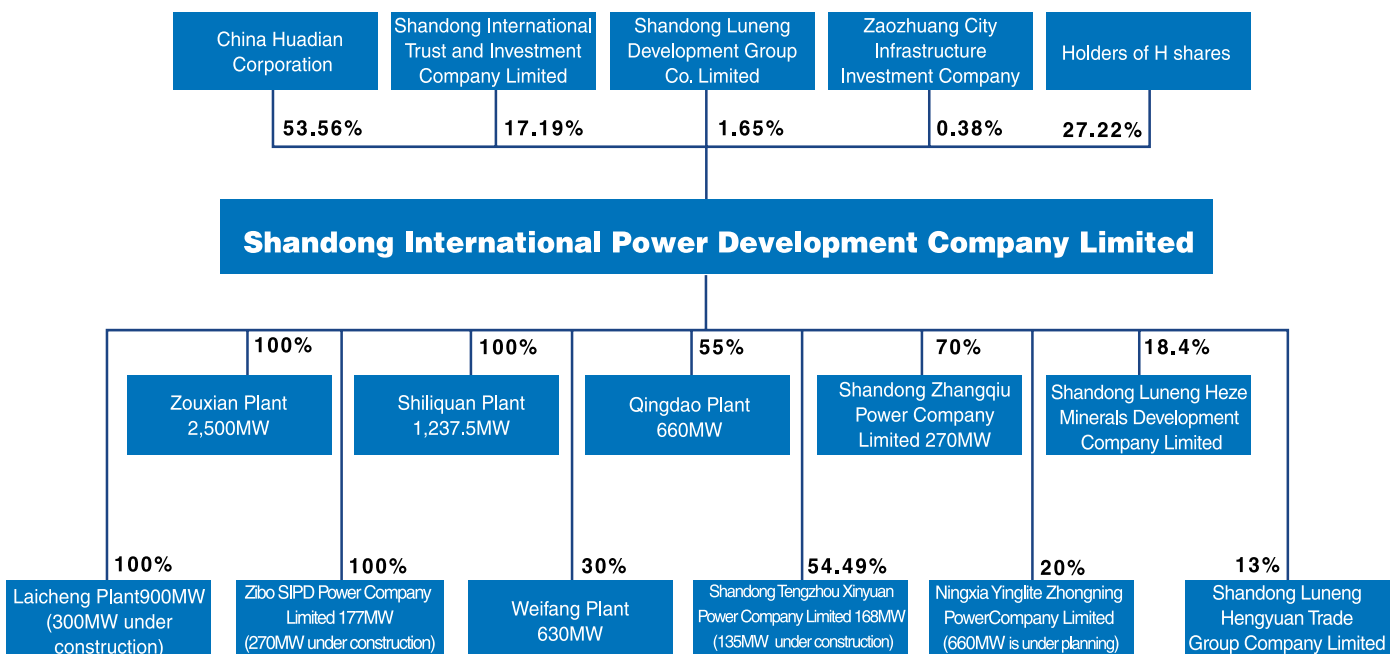 China Huadian
Corporation
Shandong International
Trust and Investment
Company Limited
Shandong Luneng
Development Group
Co. Limited
Zaozhuang City
Infrastructure
Investment Company
Holders of H shares
53.56%
17.19%
1.65%
0.38%
27.22%
Shandong International Power Development Company Limited
100%
100%
55%
70%
18.4%
Zouxian Plant
2,500MW
Shiliquan Plant
1,237.5MW
Qingdao Plant
660MW
Shandong Zhangqiu
Power Company
Limited 270MW
Shandong Luneng Heze
Minerals Development
Company Limited
100%
100%
30%
54.49%
20%
13%
Laicheng Plant900MW
(300MW under
construction)
Zibo SIPD Power Company
Limited 177MW
(270MW under construction)
Weifang Plant
630MW
Shandong Tengzhou Xinyuan
Power Company Limited 168MW
(135MW under construction)
Ningxia Yinglite Zhongning
PowerCompany Limited
(660MW is under planning)
Shandong Luneng
Hengyuan Trade
Group Company Limited